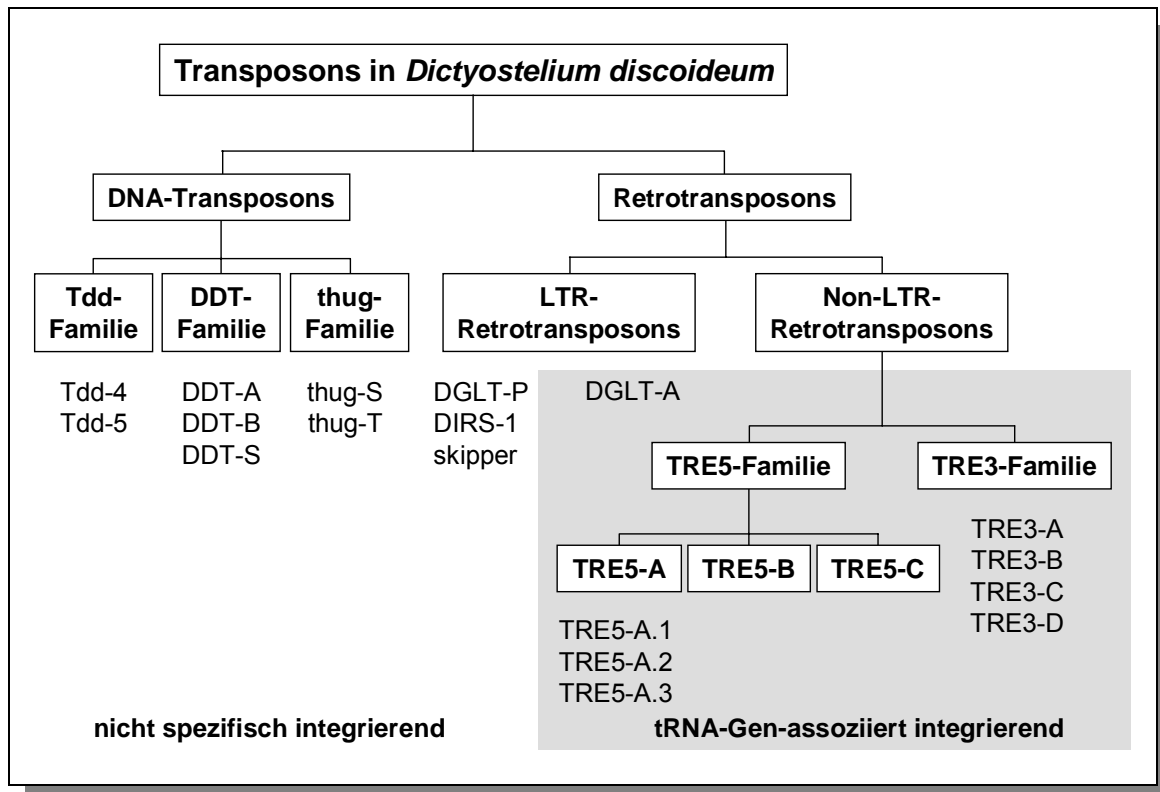 Transposons in Dictyostelium discoideum
DNA-Transposons
Retrotransposons
Tdd-
Familie
DDT-
Familie
thug-
Familie
LTR-
Retrotransposons
Non-LTR-
Retrotransposons
Tdd-4
Tdd-5
DDT-A
DDT-B
DDT-S
thug-S
thug-T
DGLT-P
DIRS-1
skipper
DGLT-A
TRE5-Familie
TRE3-Familie
TRE5-A
TRE5-B
TRE5-C
TRE3-A
TRE3-B
TRE3-C
TRE3-D
TRE5-A.1
TRE5-A.2
TRE5-A.3
nicht spezifisch integrierend
tRNA-Gen-assoziiert integrierend